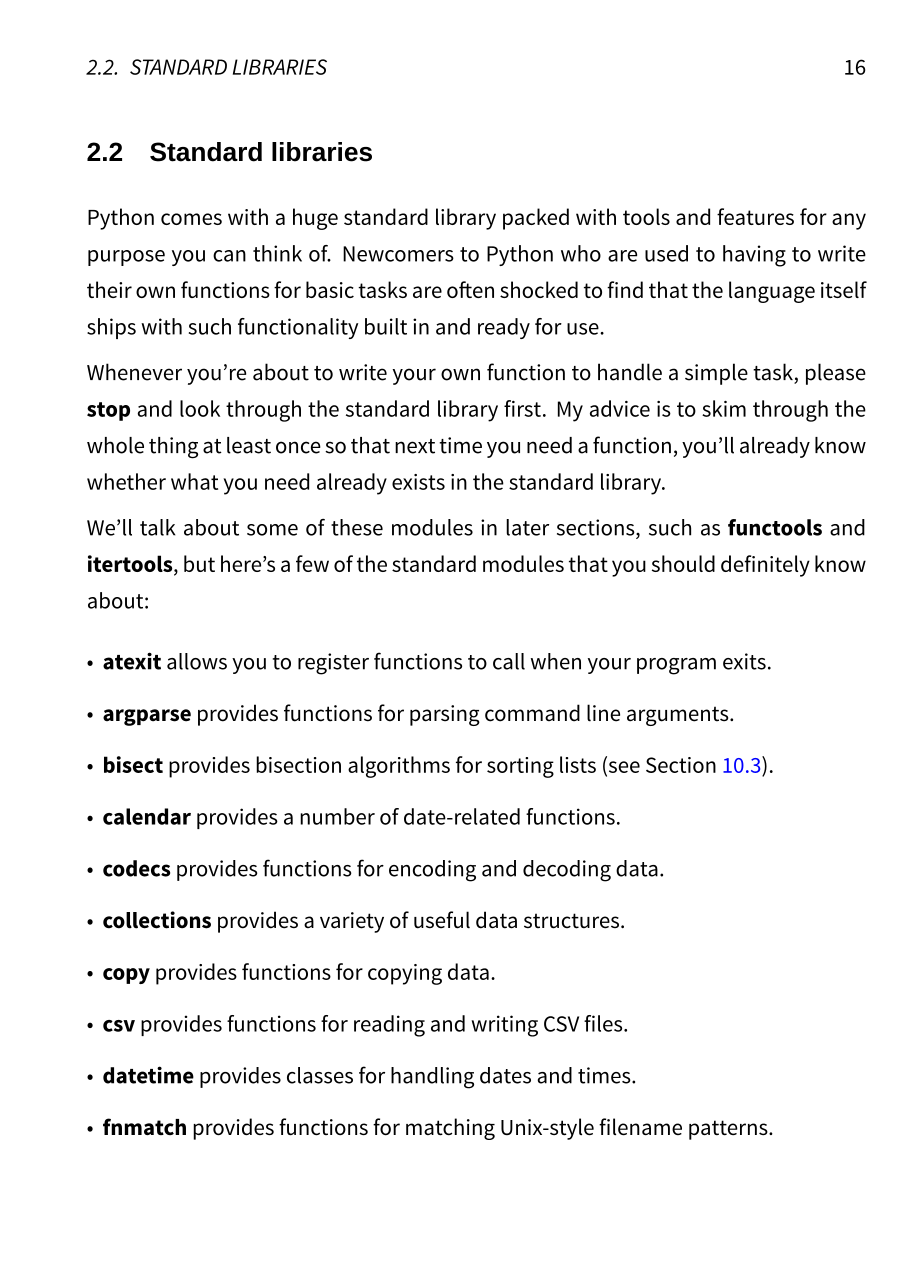 2.2. STANDARD LIBRARIES 16
2.2 Standard libraries
Python comes with a huge standard library packed with tools and features for any
purpose you can think of. Newcomers to Python who are used to having to write
their own functions for basic tasks are often shocked to find that the language itself
ships with such functionality built in and ready for use.
Whenever you’re about to write your own function to handle a simple task, please
stop and look through the standard library first. My advice is to skim through the
whole thing at least once so that next time you need a function, you’ll already know
whether what you need already exists in the standard library.
We’ll talk about some of these modules in later sections, such as functools and
itertools, but here’s a few of the standard modules that you should definitely know
about:
• atexit allows you to register functions to call when your program exits.
• argparse provides functions for parsing command line arguments.
• bisect provides bisection algorithms for sorting lists (see Section 10.3).
• calendar provides a number of date-related functions.
• codecs provides functions for encoding and decoding data.
• collections provides a variety of useful data structures.
• copy provides functions for copying data.
• csv provides functions for reading and writing CSV files.
• datetime provides classes for handling dates and times.
• fnmatch provides functions for matching Unix-style filename patterns.